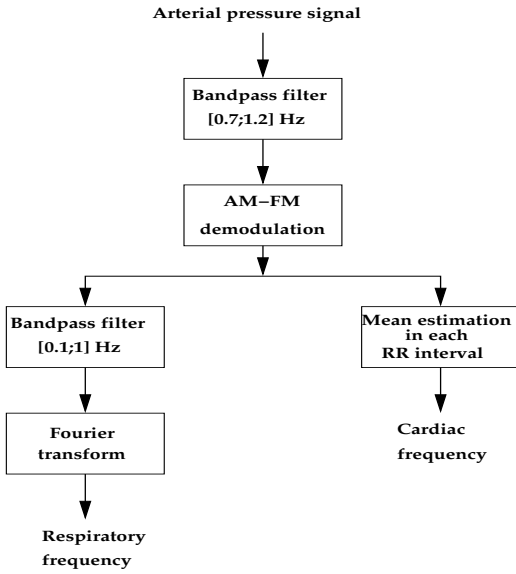 Arterial pressure signal
Bandpass filter
[0.7;1.2] Hz
AM−FM
demodulation
Bandpass filter
[0.1;1] Hz
Mean estimation
in each
RR interval
Fourier
transform
Cardiac
frequency
Respiratory
frequency